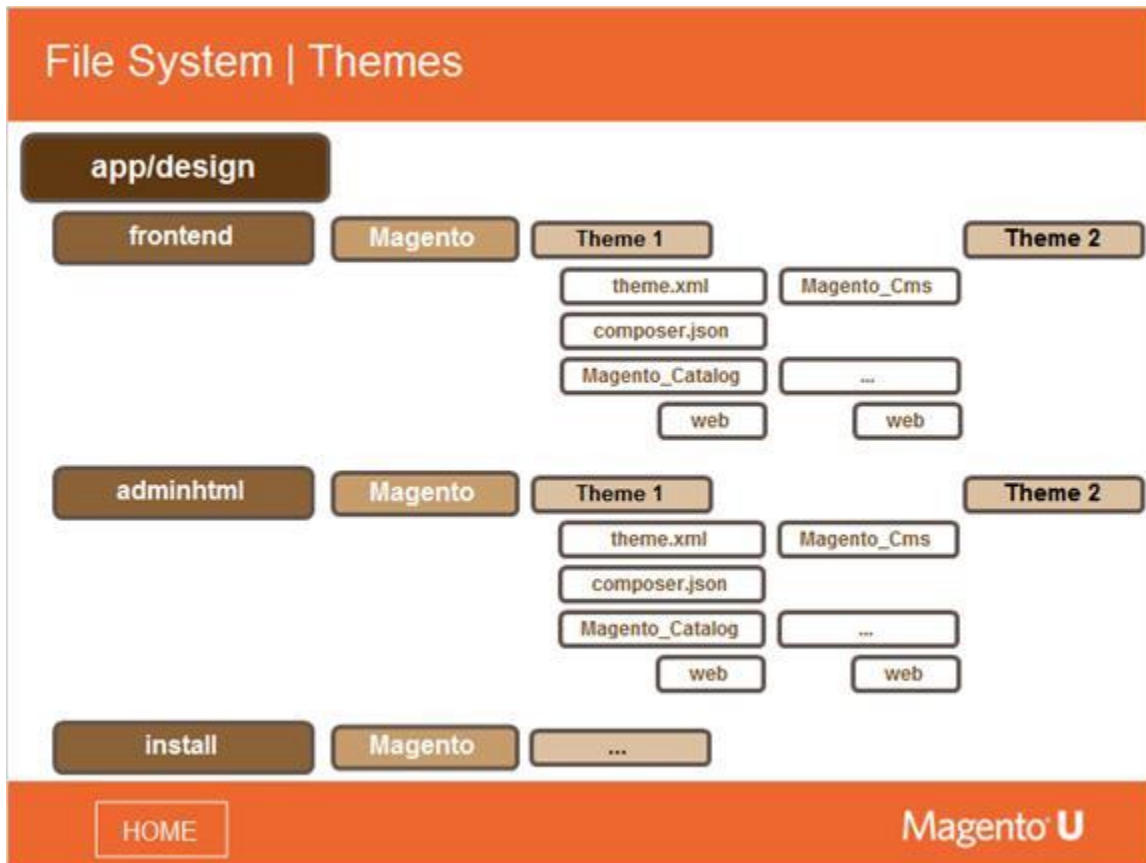 File System | Themes
app/design
frontend Magento Theme 1 Theme 2
theme.xml Magento_Cms
composer.json
Magento_Catalog ...
web web
adminhtml Magento Theme 1 Theme 2
theme.xml Magento_Cms
composer.json
Magento_Catalog ...
web web
install Magento ...
HOME Magento U